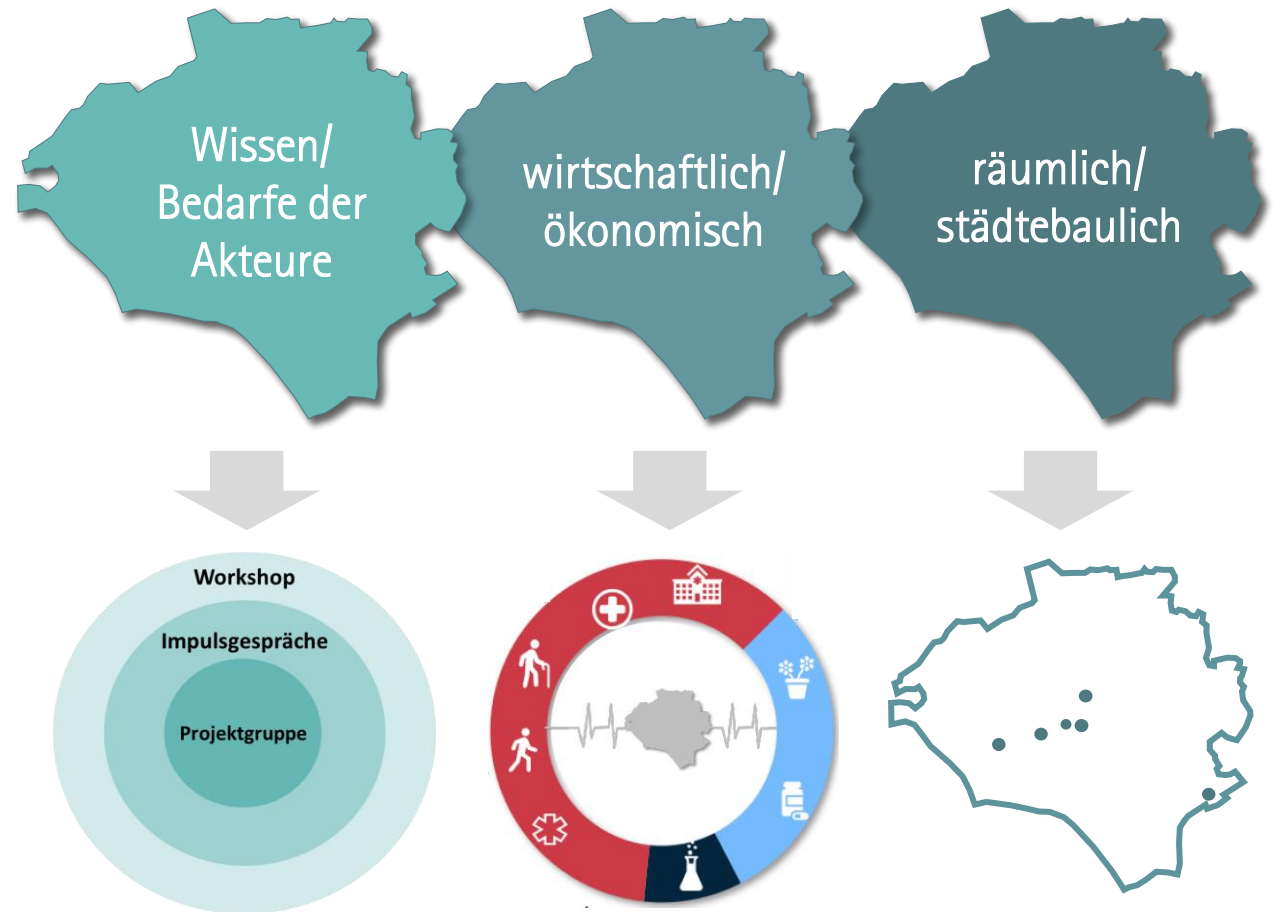 Wissen/
Bedarfe der
Akteure
wirtschaftlich/
ökonomisch
räumlich/
städtebaulich
Workshop
Impulsgespräche
Projektgruppe